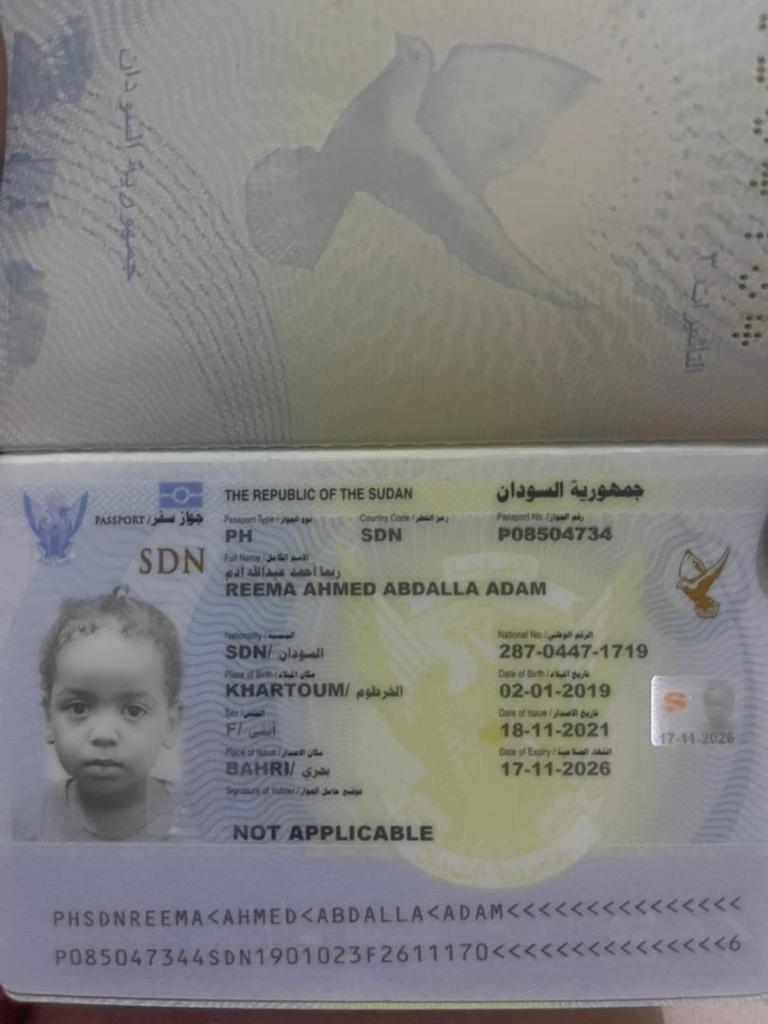 جمهورية السودان
التأشيرات
THE REPUBLIC OF THE SUDAN جمهورية السودان
PASSPORT / جواز سفر
Passport Type / نوع الجواز Country Code / رمز القطر Passport No. / رقم الجواز
PH SDN P08504734
SDN
Full Name / الاسم الكامل
ريما أحمد عبدالله ادم
REEMA AHMED ABDALLA ADAM
Nationality / الجنسية National No. / الرقم الوطني
SDN/ السودان 287-0447-1719
Place of Birth / مكان الميلاد Date of Birth / تاريخ الميلاد
KHARTOUM/ الخرطوم 02-01-2019
Sex / الجنس Date of Issue / تاريخ الاصدار
F/ أنثى 18-11-2021
17-11-2026
Place of Issue / مكان الاصدار Date of Expiry / انتهاء الصلاحية
BAHRI/ بحري 17-11-2026
Signature of Holder / توقيع حامل الجواز
NOT APPLICABLE
جمهورية السودان
PHSDNREEMA<AHMED<ABDALLA<ADAM<<<<<<<<<<<<<<<
P085047344SDN1901023F2611170<<<<<<<<<<<<<<<6